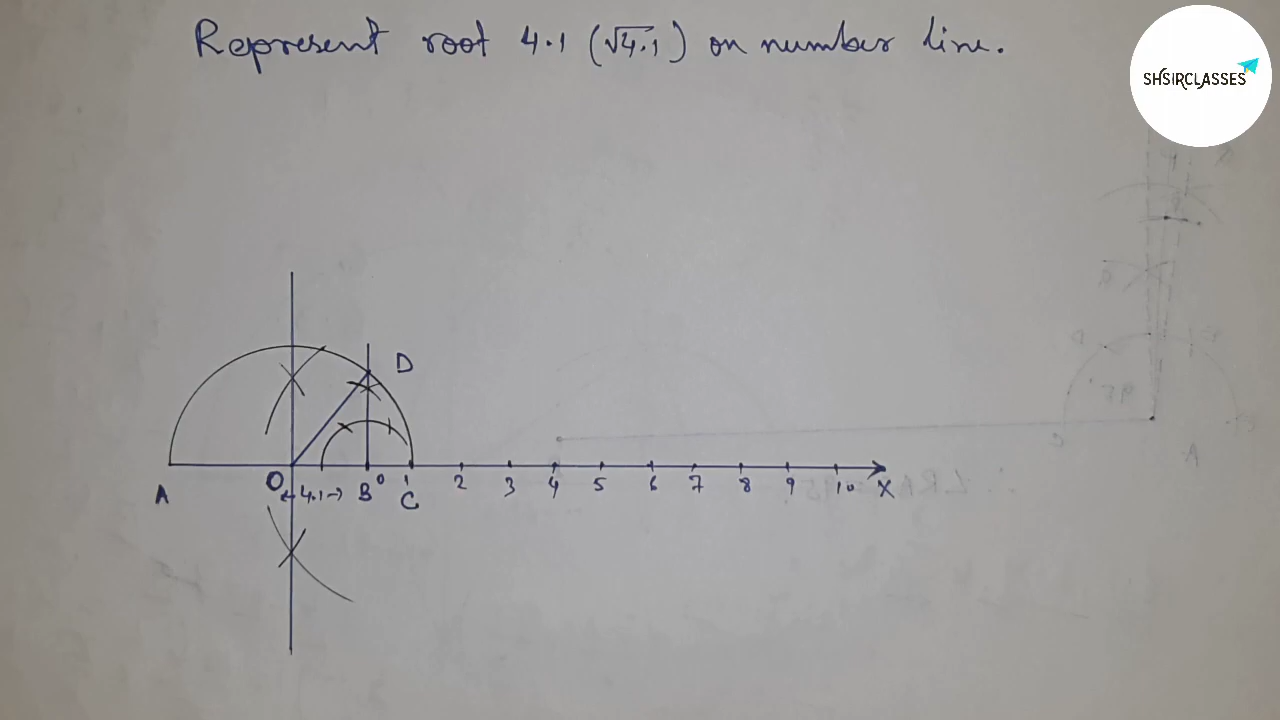 Represent root 4.1 (√4.1) on number line.
SHSIRCLASSES
D
A O ←4.1→ B 0 1 2 3 4 5 6 7 8 9 10 X
C